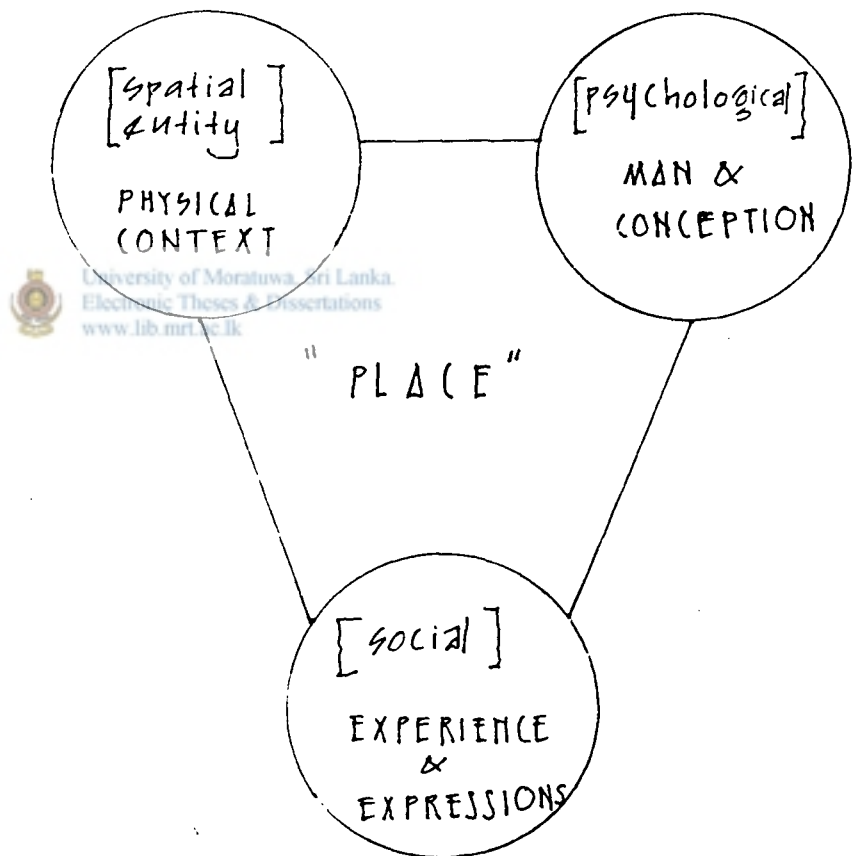 [spatial
entity]
PHYSICAL
CONTEXT
[psychological]
MAN &
CONCEPTION
University of Moratuwa, Sri Lanka.
Electronic Theses & Dissertations
www.lib.mrt.ac.lk
"PLACE"
[social]
EXPERIENCE
&
EXPRESSIONS